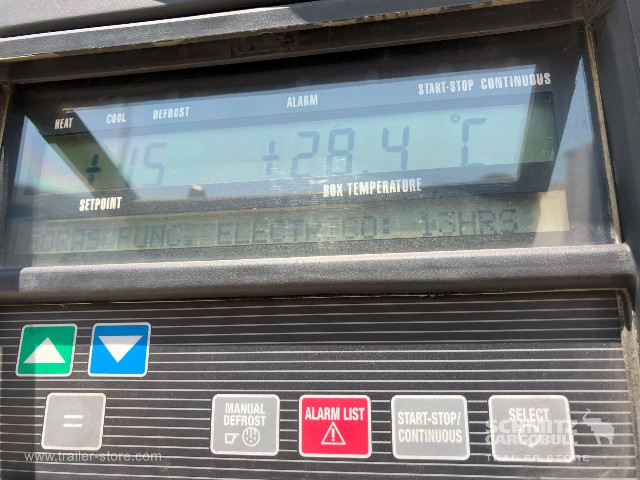 HEAT COOL DEFROST ALARM START-STOP CONTINUOUS
+15 +28.4 °C
SETPOINT BOX TEMPERATURE
FUNC. ELECTRICO: 13HRS
=
MANUAL DEFROST
ALARM LIST
START-STOP/ CONTINUOUS
SELECT
SCHMITZ
CARGOBULL
TRAILER STORE
www.trailer-store.com